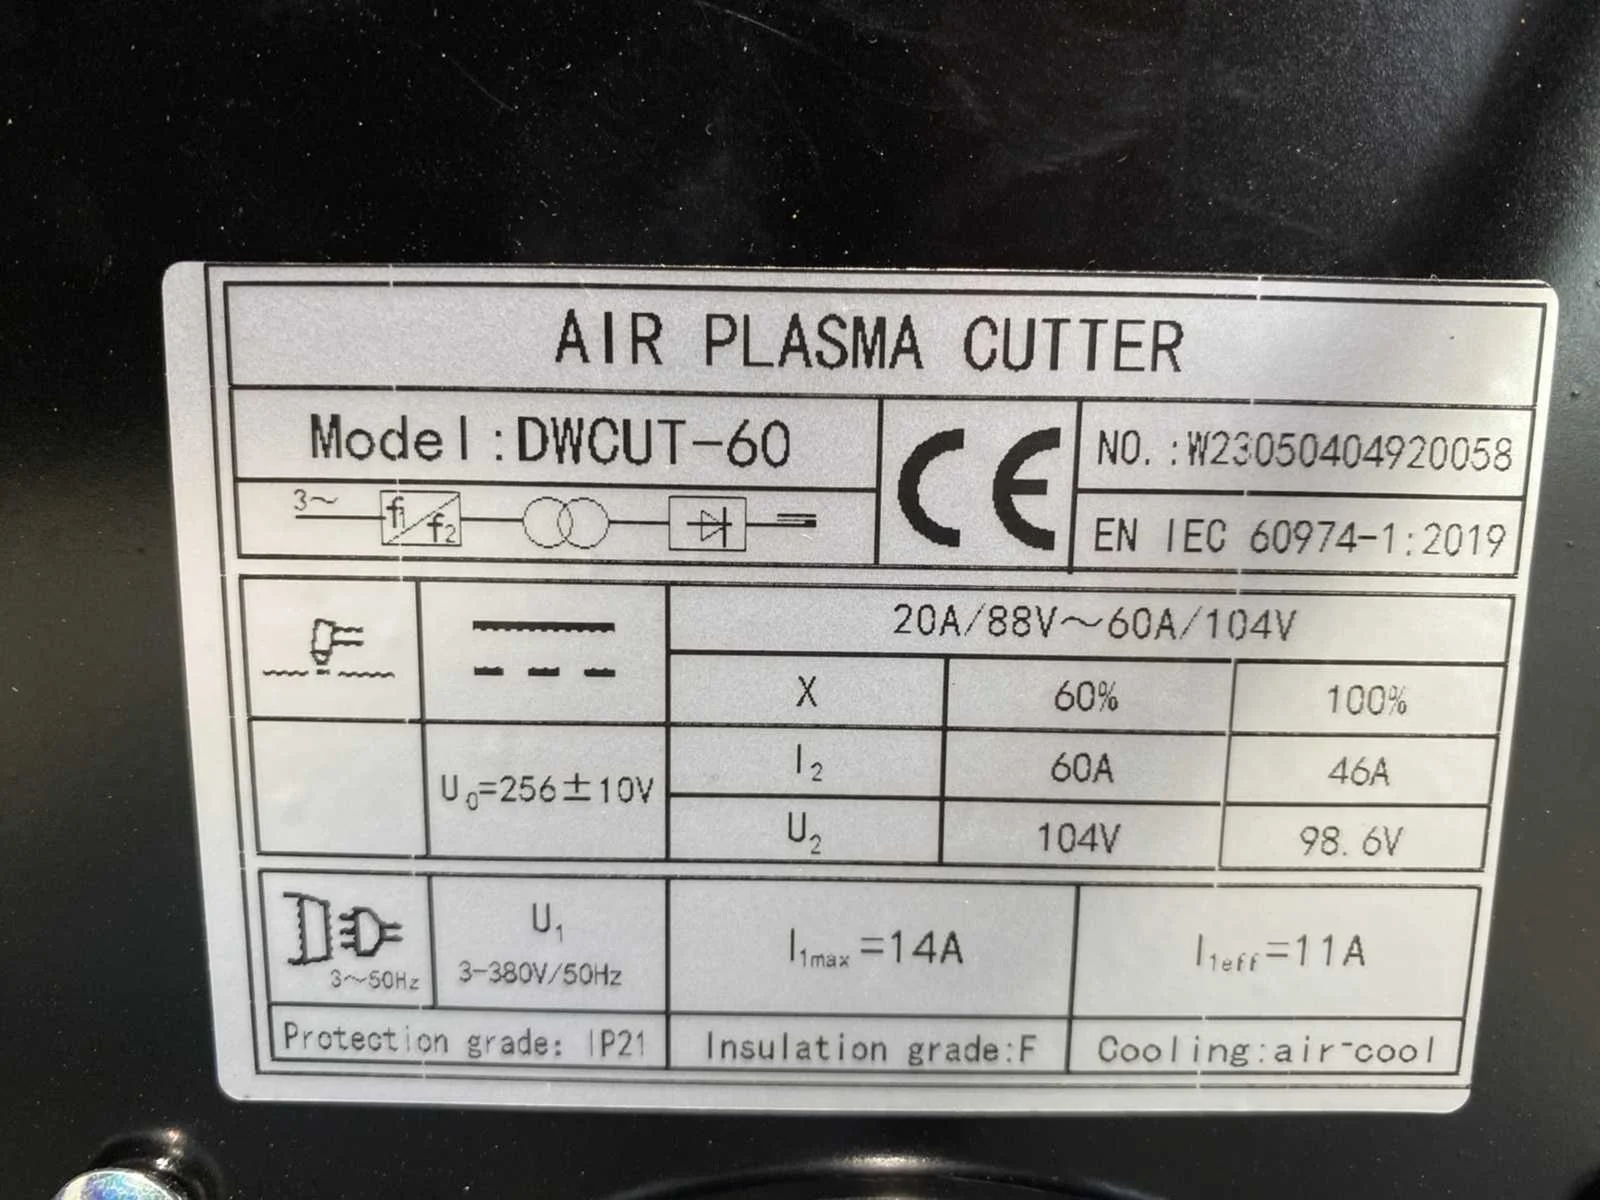 AIR PLASMA CUTTER
Model:DWCUT-60
CE
NO.:W23050404920058
3~ f1 f2
EN IEC 60974-1:2019
20A/88V~60A/104V
X 60% 100%
U0=256±10V
I2 60A 46A
U2 104V 98.6V
3~50Hz
U1
3-380V/50Hz
I1max=14A
I1eff=11A
Protection grade: IP21
Insulation grade:F
Cooling:air-cool